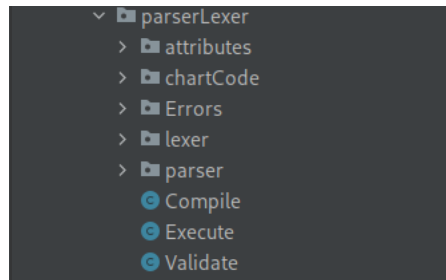 parserLexer
attributes
chartCode
Errors
lexer
parser
Compile
Execute
Validate